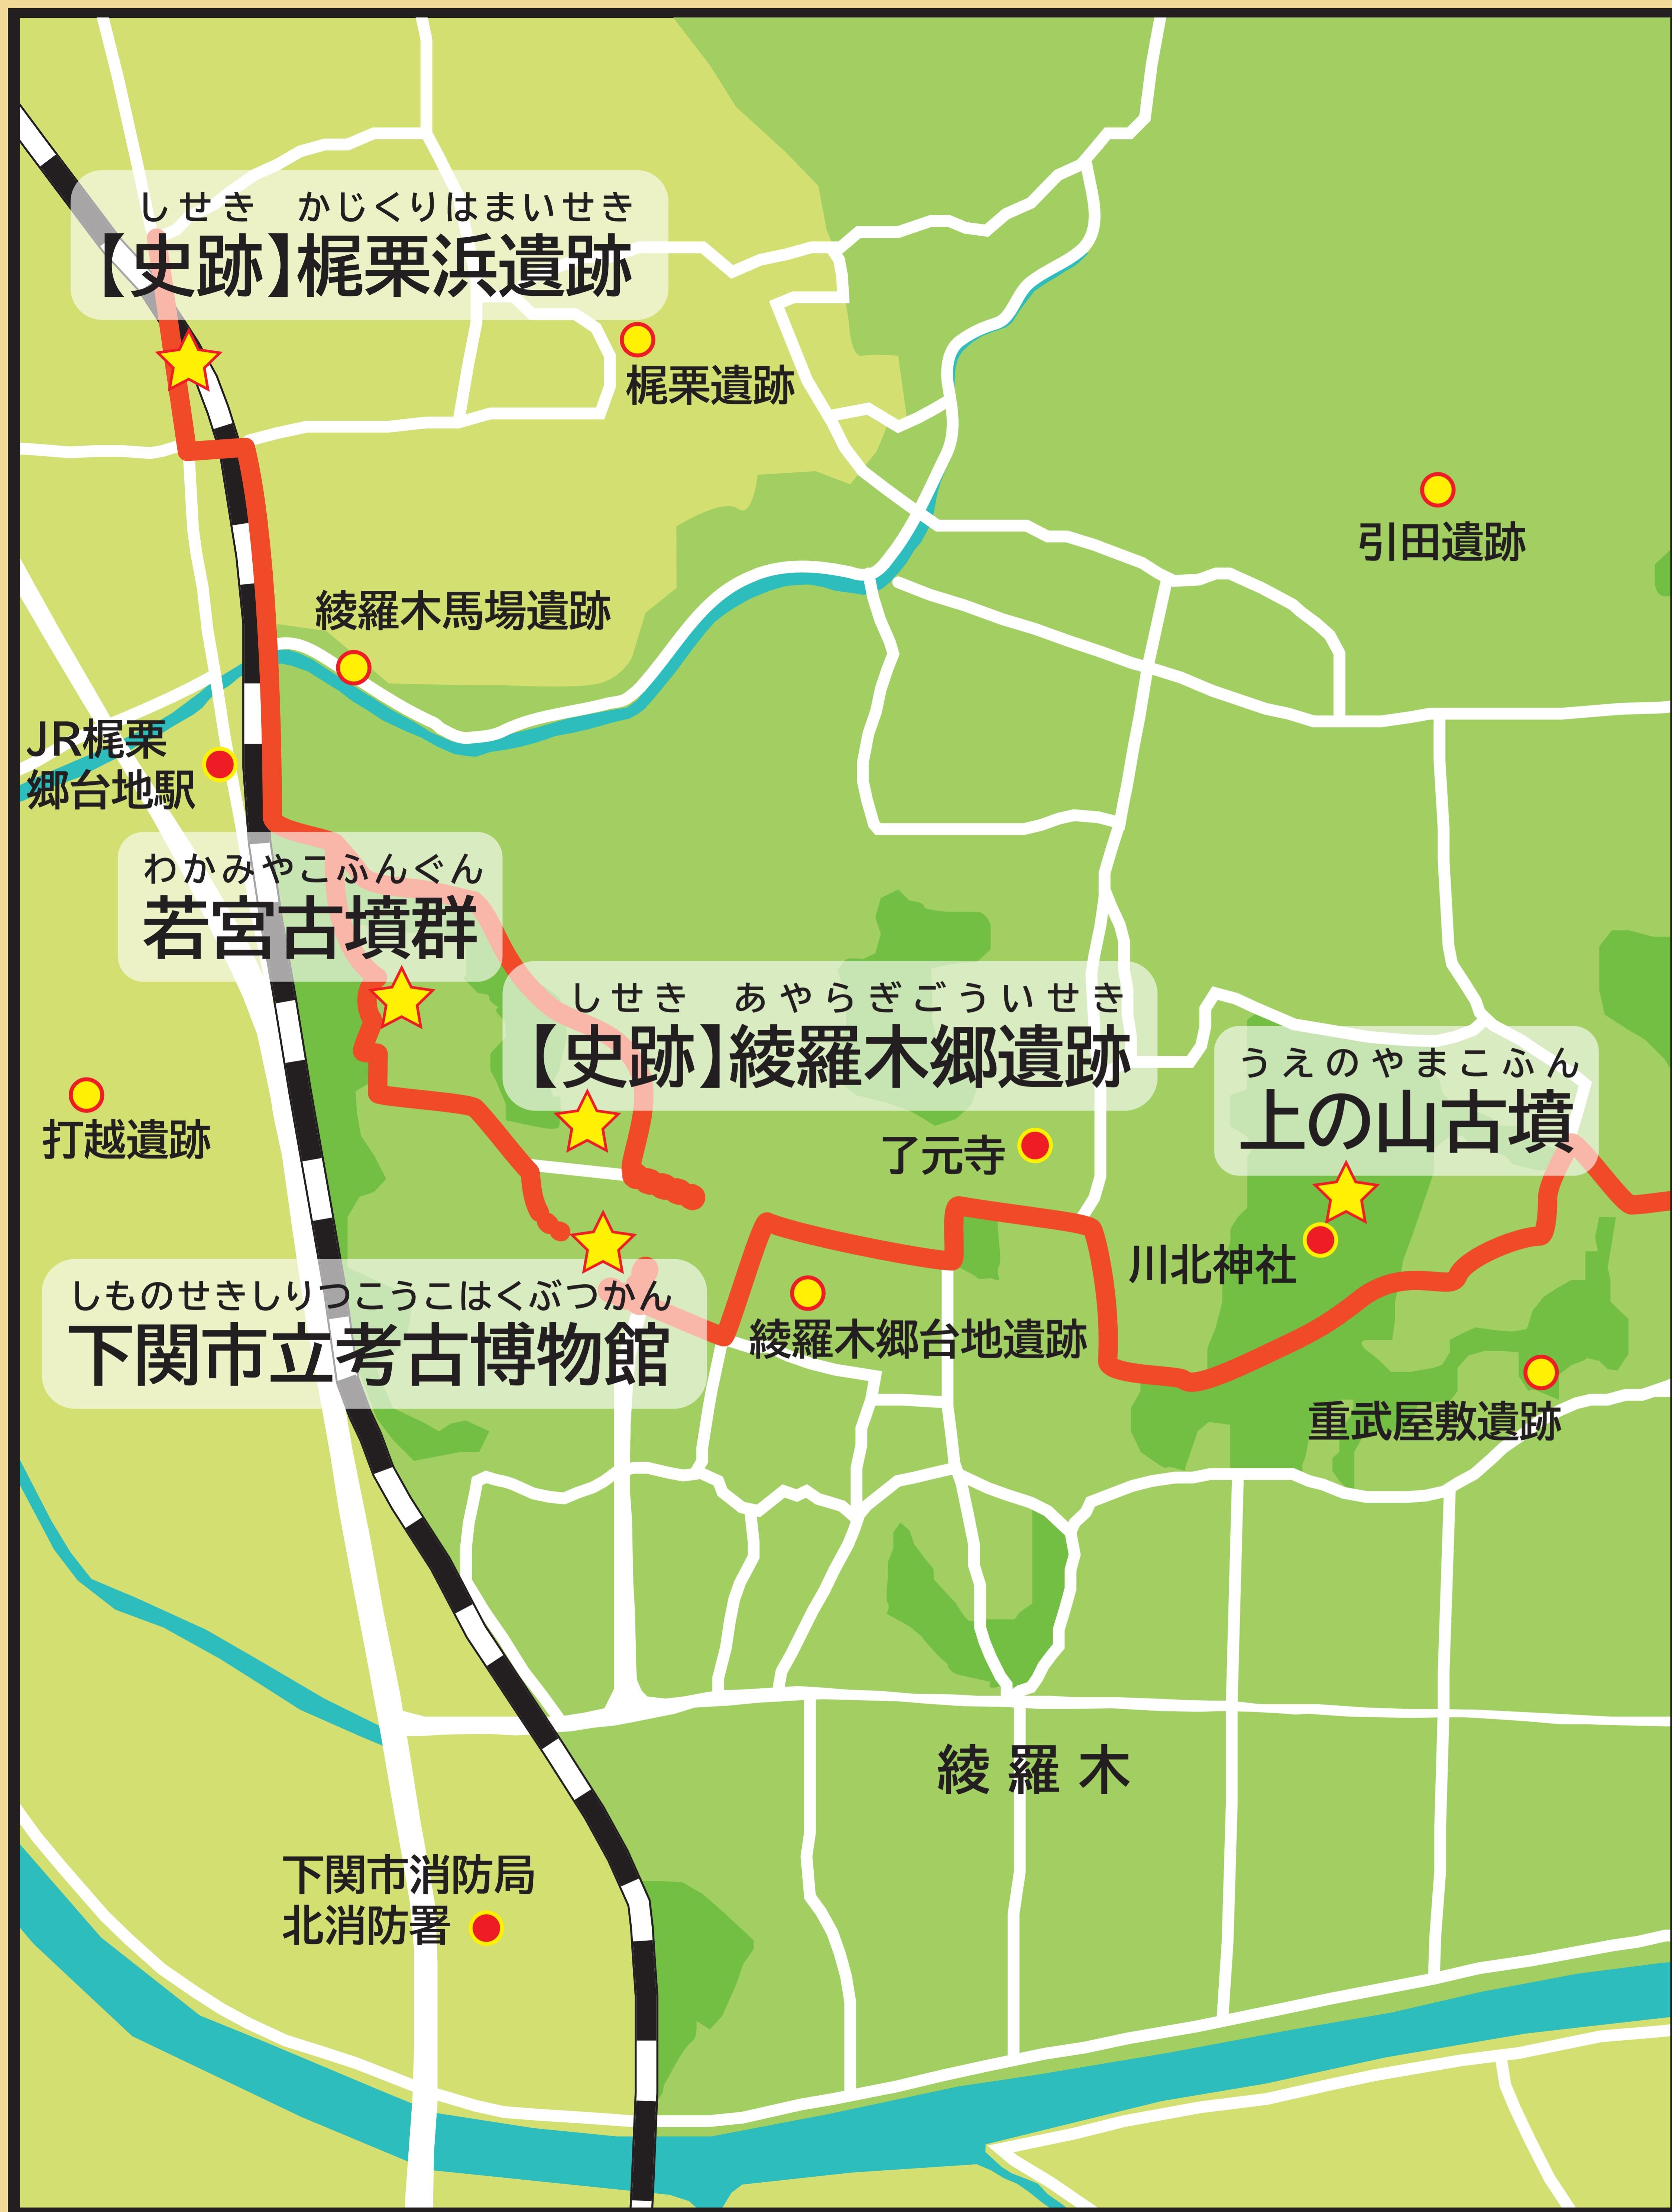 しせき　かじくりはまいせき
【史跡】梶栗浜遺跡
梶栗遺跡
引田遺跡
綾羅木馬場遺跡
JR梶栗
郷台地駅
わかみやこふんぐん
若宮古墳群
しせき　あやらぎごういせき
【史跡】綾羅木郷遺跡
うえのやまこふん
上の山古墳
打越遺跡
了元寺
川北神社
しものせきしりつこうこはくぶつかん
下関市立考古博物館
綾羅木郷台地遺跡
重武屋敷遺跡
綾羅木
下関市消防局
北消防署